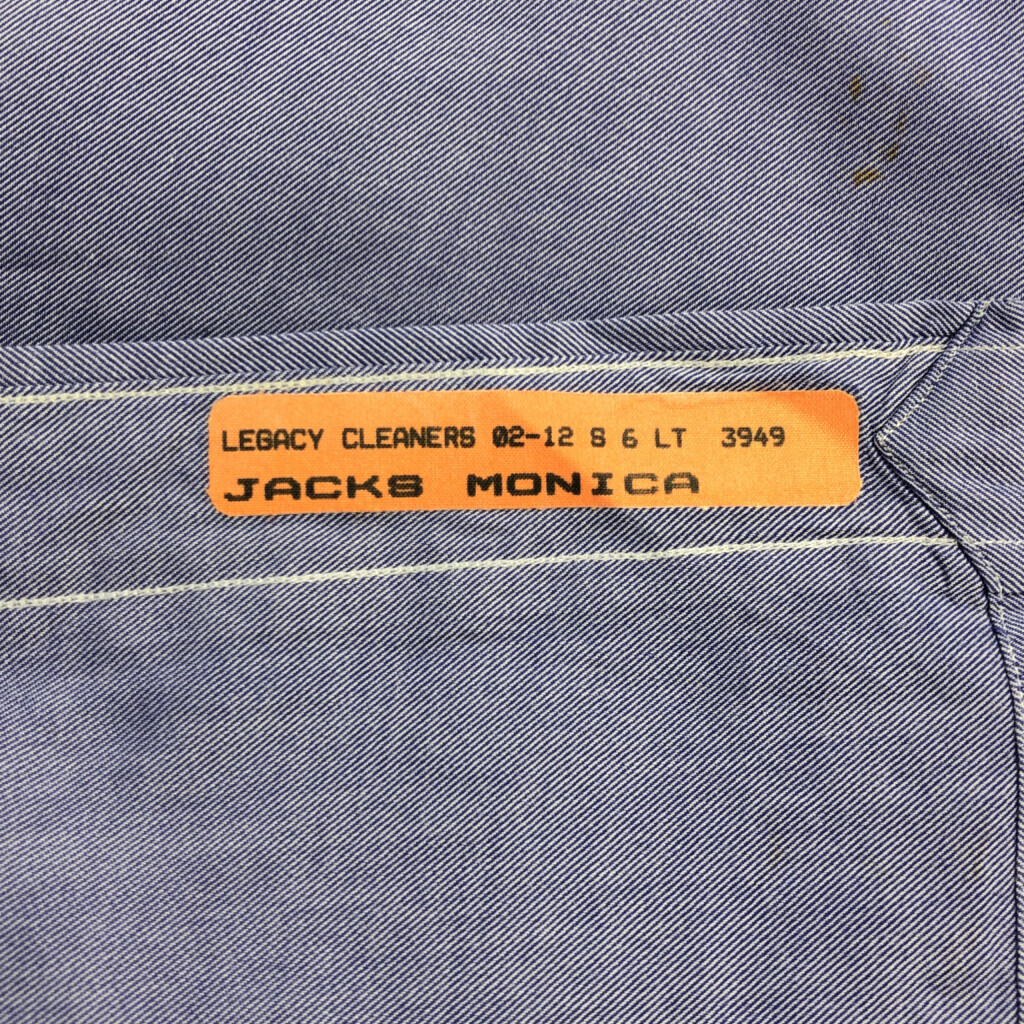 LEGACY CLEANERS 02-12 S 6 LT 3949
JACKS MONICA